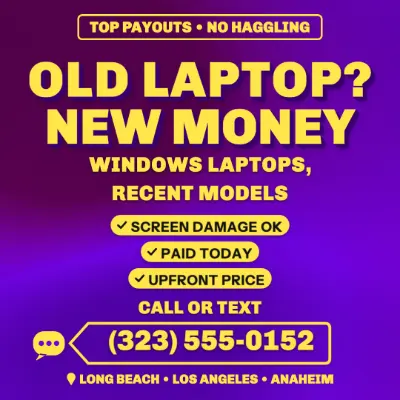 TOP PAYOUTS • NO HAGGLING
OLD LAPTOP?
NEW MONEY
WINDOWS LAPTOPS,
RECENT MODELS
SCREEN DAMAGE OK
PAID TODAY
UPFRONT PRICE
CALL OR TEXT
(323) 555-0152
LONG BEACH • LOS ANGELES • ANAHEIM